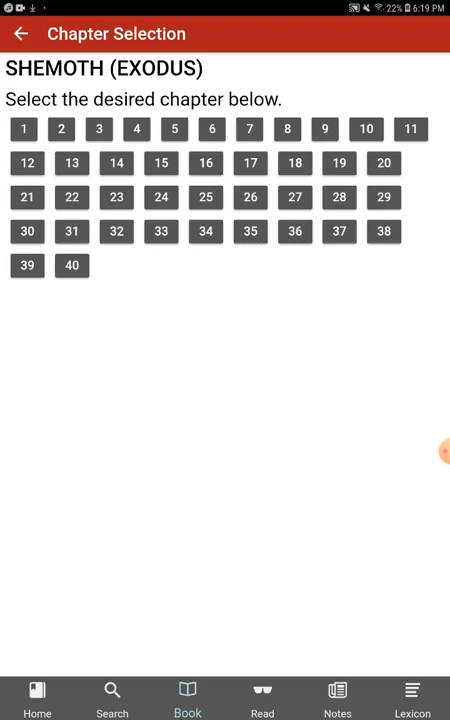 22% 6:19 PM
Chapter Selection
SHEMOTH (EXODUS)
Select the desired chapter below.
1 2 3 4 5 6 7 8 9 10 11
12 13 14 15 16 17 18 19 20
21 22 23 24 25 26 27 28 29
30 31 32 33 34 35 36 37 38
39 40
Home Search Book Read Notes Lexicon